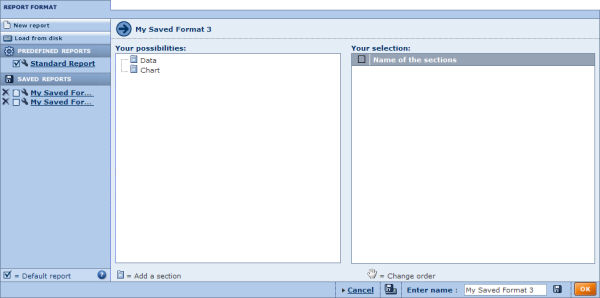 REPORT FORMAT
New report
Load from disk
PREDEFINED REPORTS
Standard Report
SAVED REPORTS
My Saved For...
My Saved For...
= Default report
My Saved Format 3
Your possibilities:
Data
Chart
= Add a section
Your selection:
Name of the sections
= Change order
Cancel
Enter name :
My Saved Format 3
OK